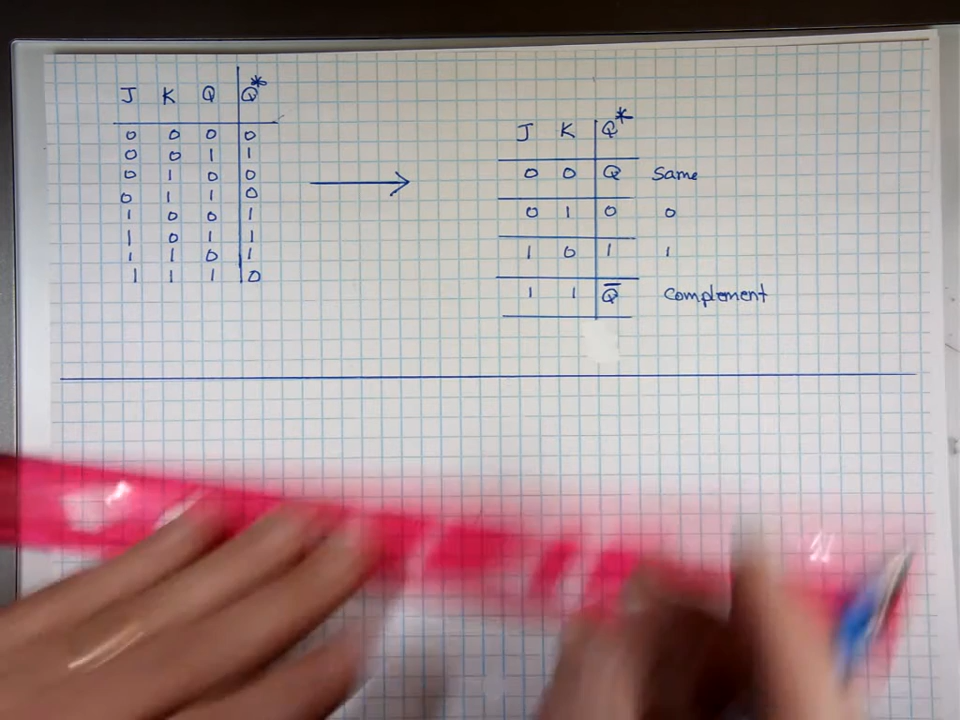 J K Q Q*
0 0 0 0
0 0 1 1
0 1 0 0
0 1 1 0
1 0 0 1
1 0 1 1
1 1 0 1
1 1 1 0
J K Q*
0 0 Q Same
0 1 0 0
1 0 1 1
1 1 Q̅ Complement